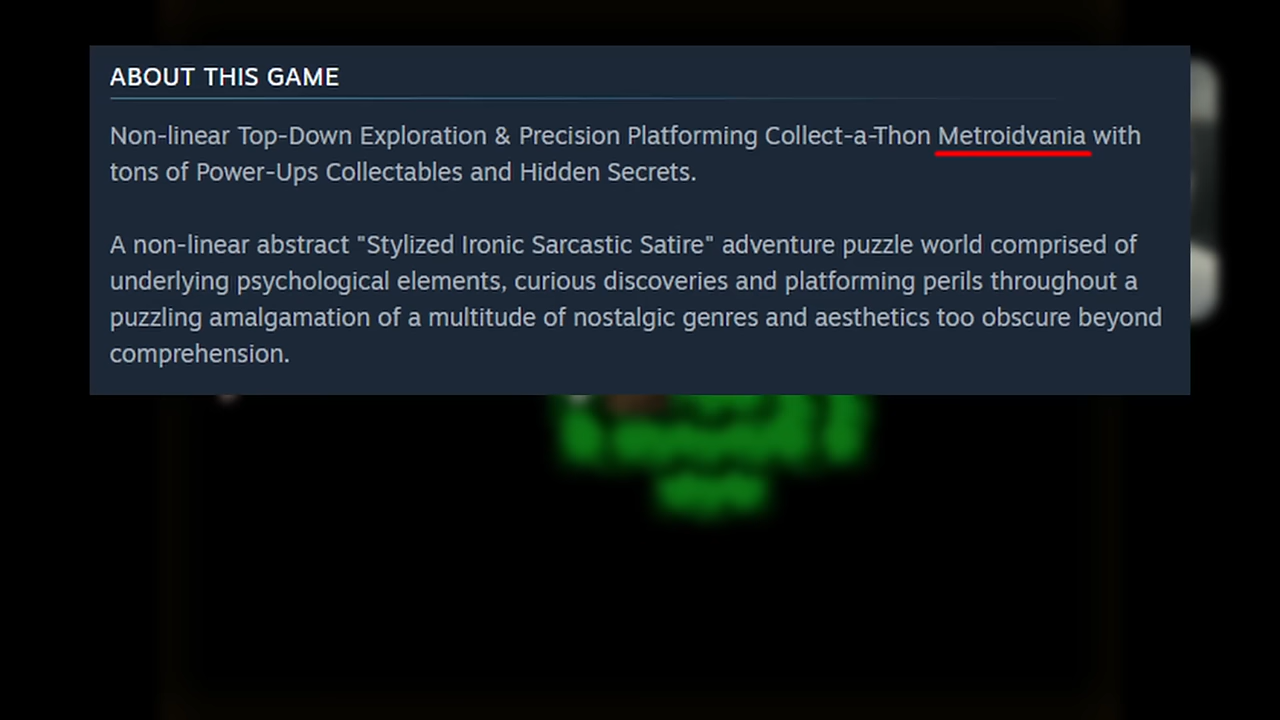 ABOUT THIS GAME
Non-linear Top-Down Exploration & Precision Platforming Collect-a-Thon Metroidvania with
tons of Power-Ups Collectables and Hidden Secrets.
A non-linear abstract "Stylized Ironic Sarcastic Satire" adventure puzzle world comprised of
underlying psychological elements, curious discoveries and platforming perils throughout a
puzzling amalgamation of a multitude of nostalgic genres and aesthetics too obscure beyond
comprehension.